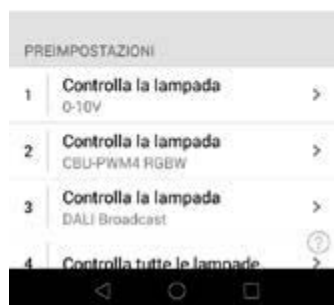 PREIMPOSTAZIONI
1 Controlla la lampada
0-10V
2 Controlla la lampada
CBU-PWM4 RGBW
3 Controlla la lampada
DALI Broadcast
4 Controlla tutte le lampade